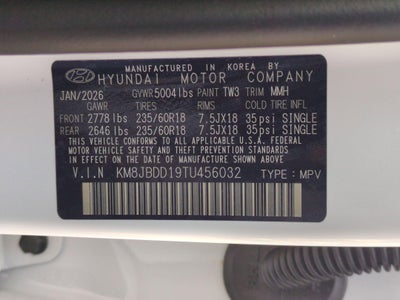 MANUFACTURED IN KOREA BY
HYUNDAI MOTOR COMPANY
JAN/2026 GVWR 5004 lbs PAINT TW3 TRIM MMH
GAWR TIRES RIMS COLD TIRE INFL
FRONT 2778 lbs 235/60R18 7.5JX18 35psi SINGLE
REAR 2646 lbs 235/60R18 7.5JX18 35psi SINGLE
THIS VEHICLE CONFORMS TO ALL APPLICABLE U.S.A. FEDERAL
MOTOR VEHICLE SAFETY, BUMPER, AND THEFT PREVENTION
STANDARDS IN EFFECT ON THE DATE OF MANUFACTURE SHOWN ABOVE.
V.I.N KM8JBDD19TU456032 TYPE: MPV